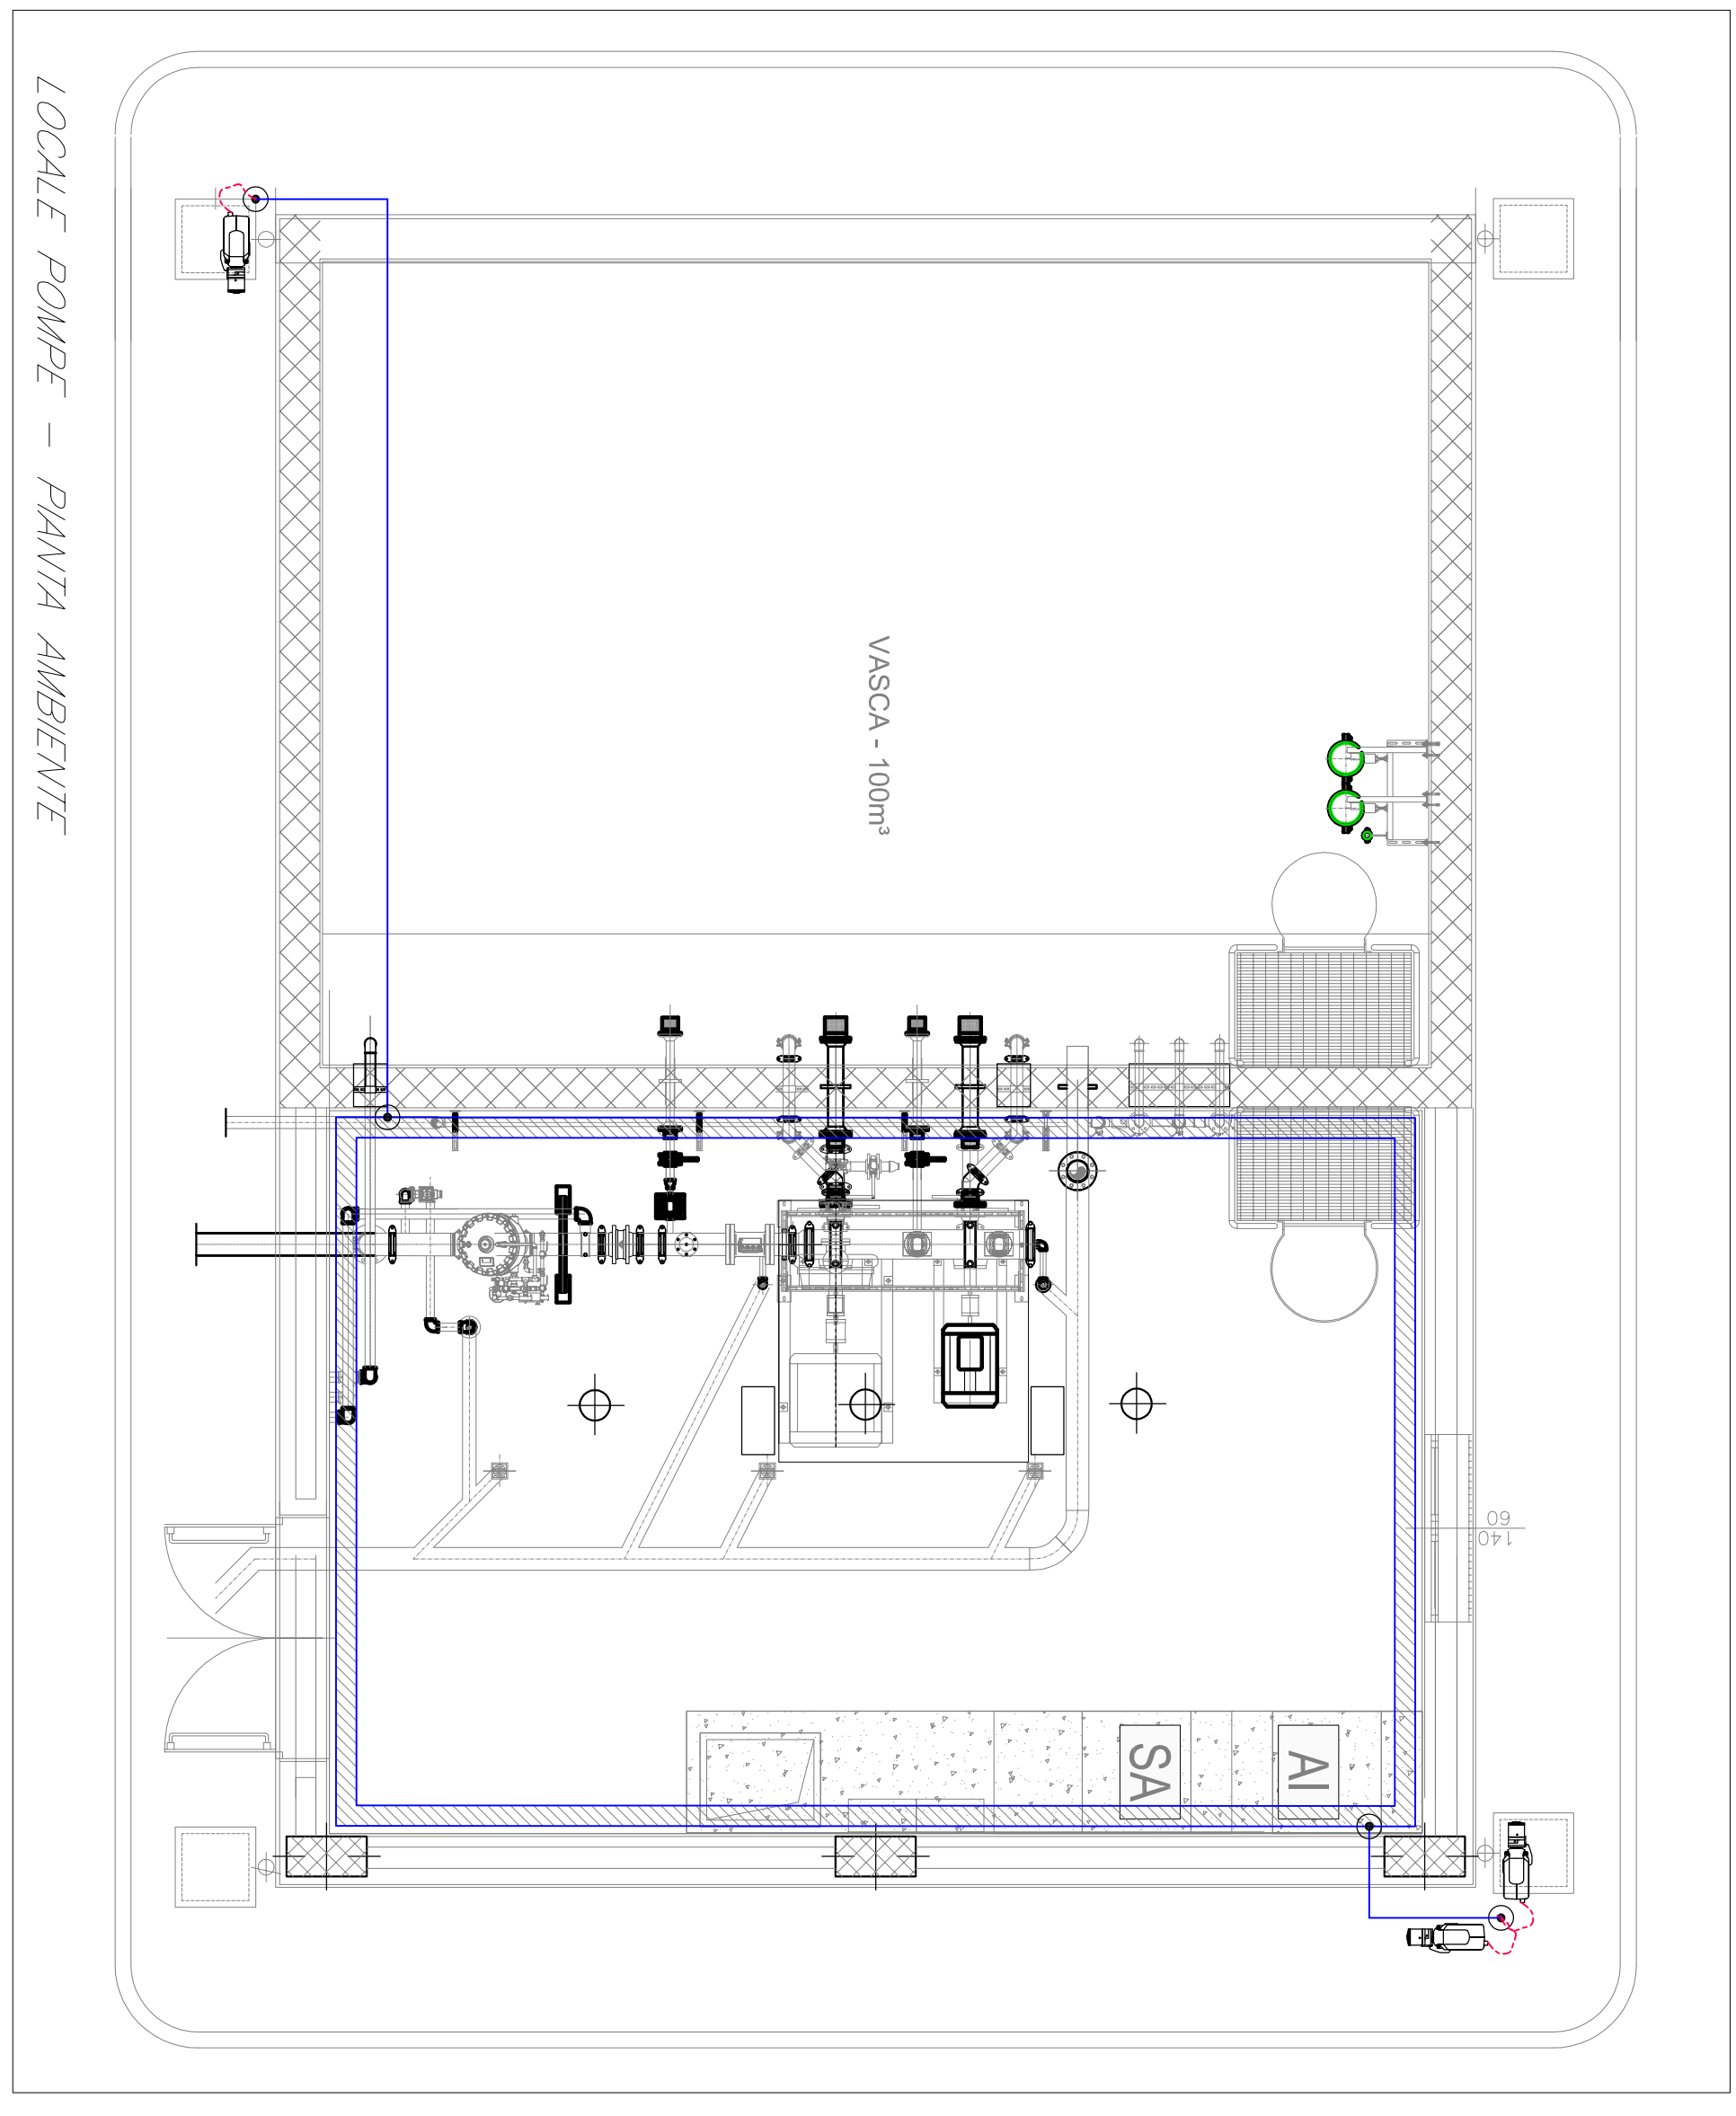 LOCALE POMPE - PIANTA AMBIENTE
VASCA - 100m³
60
140
SA
AI